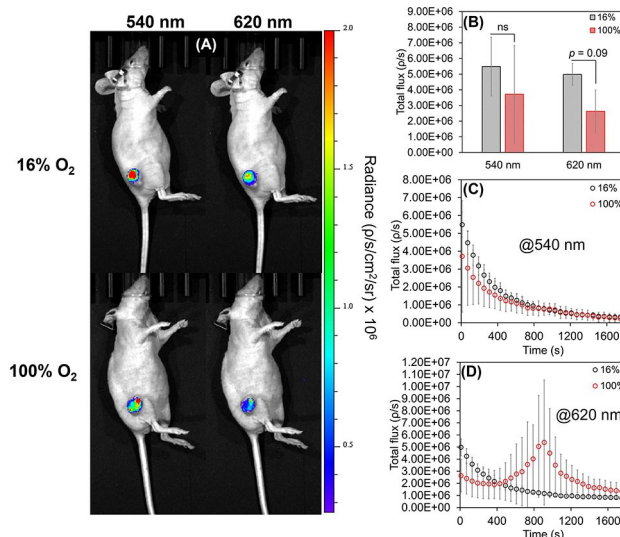 540 nm
620 nm
(A)
16% O2
100% O2
2.0
1.5
1.0
0.5
Radiance (p/s/cm2/sr) x 10^6
(B)
16%
100%
ns
p = 0.09
9.00E+06
8.00E+06
7.00E+06
6.00E+06
5.00E+06
4.00E+06
3.00E+06
2.00E+06
1.00E+06
0.00E+00
Total flux (p/s)
540 nm
620 nm
(C)
16%
100%
@540 nm
8.00E+06
7.00E+06
6.00E+06
5.00E+06
4.00E+06
3.00E+06
2.00E+06
1.00E+06
0.00E+00
Total flux (p/s)
0 400 800 1200 1600
Time (s)
(D)
16%
100%
@620 nm
1.20E+07
1.10E+07
1.00E+07
9.00E+06
8.00E+06
7.00E+06
6.00E+06
5.00E+06
4.00E+06
3.00E+06
2.00E+06
1.00E+06
0.00E+00
Total flux (p/s)
0 400 800 1200 1600
Time (s)